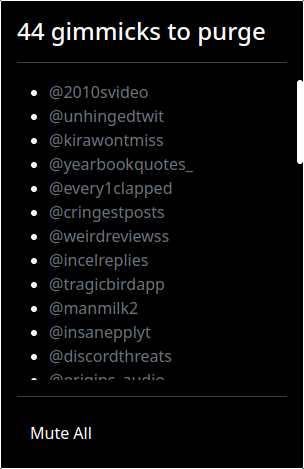 44 gimmicks to purge
@2010svideo
@unhingedtwit
@kirawontmiss
@yearbookquotes_
@every1clapped
@cringestposts
@weirdreviewss
@incelreplies
@tragicbirdapp
@manmilk2
@insanepplyt
@discordthreats
@origins_audio
Mute All